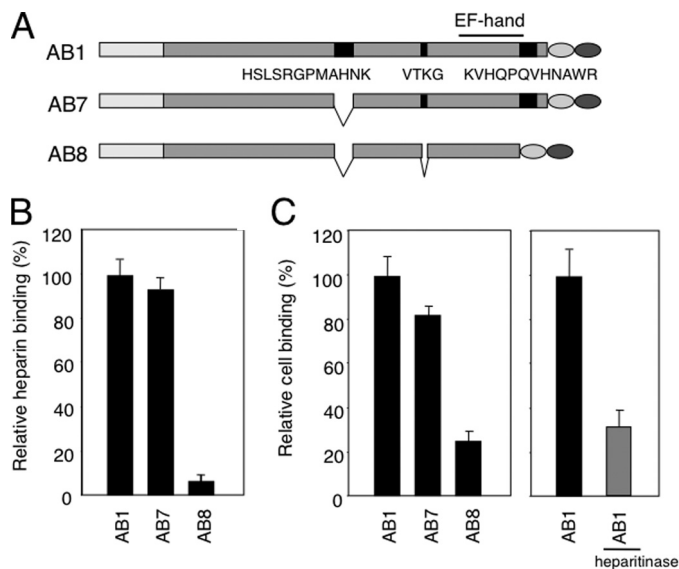 A
EF-hand
AB1
HSLSRGPMAHNK VTKG KVHQPQVHNAWR
AB7
AB8
B
Relative heparin binding (%)
120
100
80
60
40
20
0
AB1 AB7 AB8
C
Relative cell binding (%)
120
100
80
60
40
20
0
AB1 AB7 AB8
AB1 AB1
heparitinase